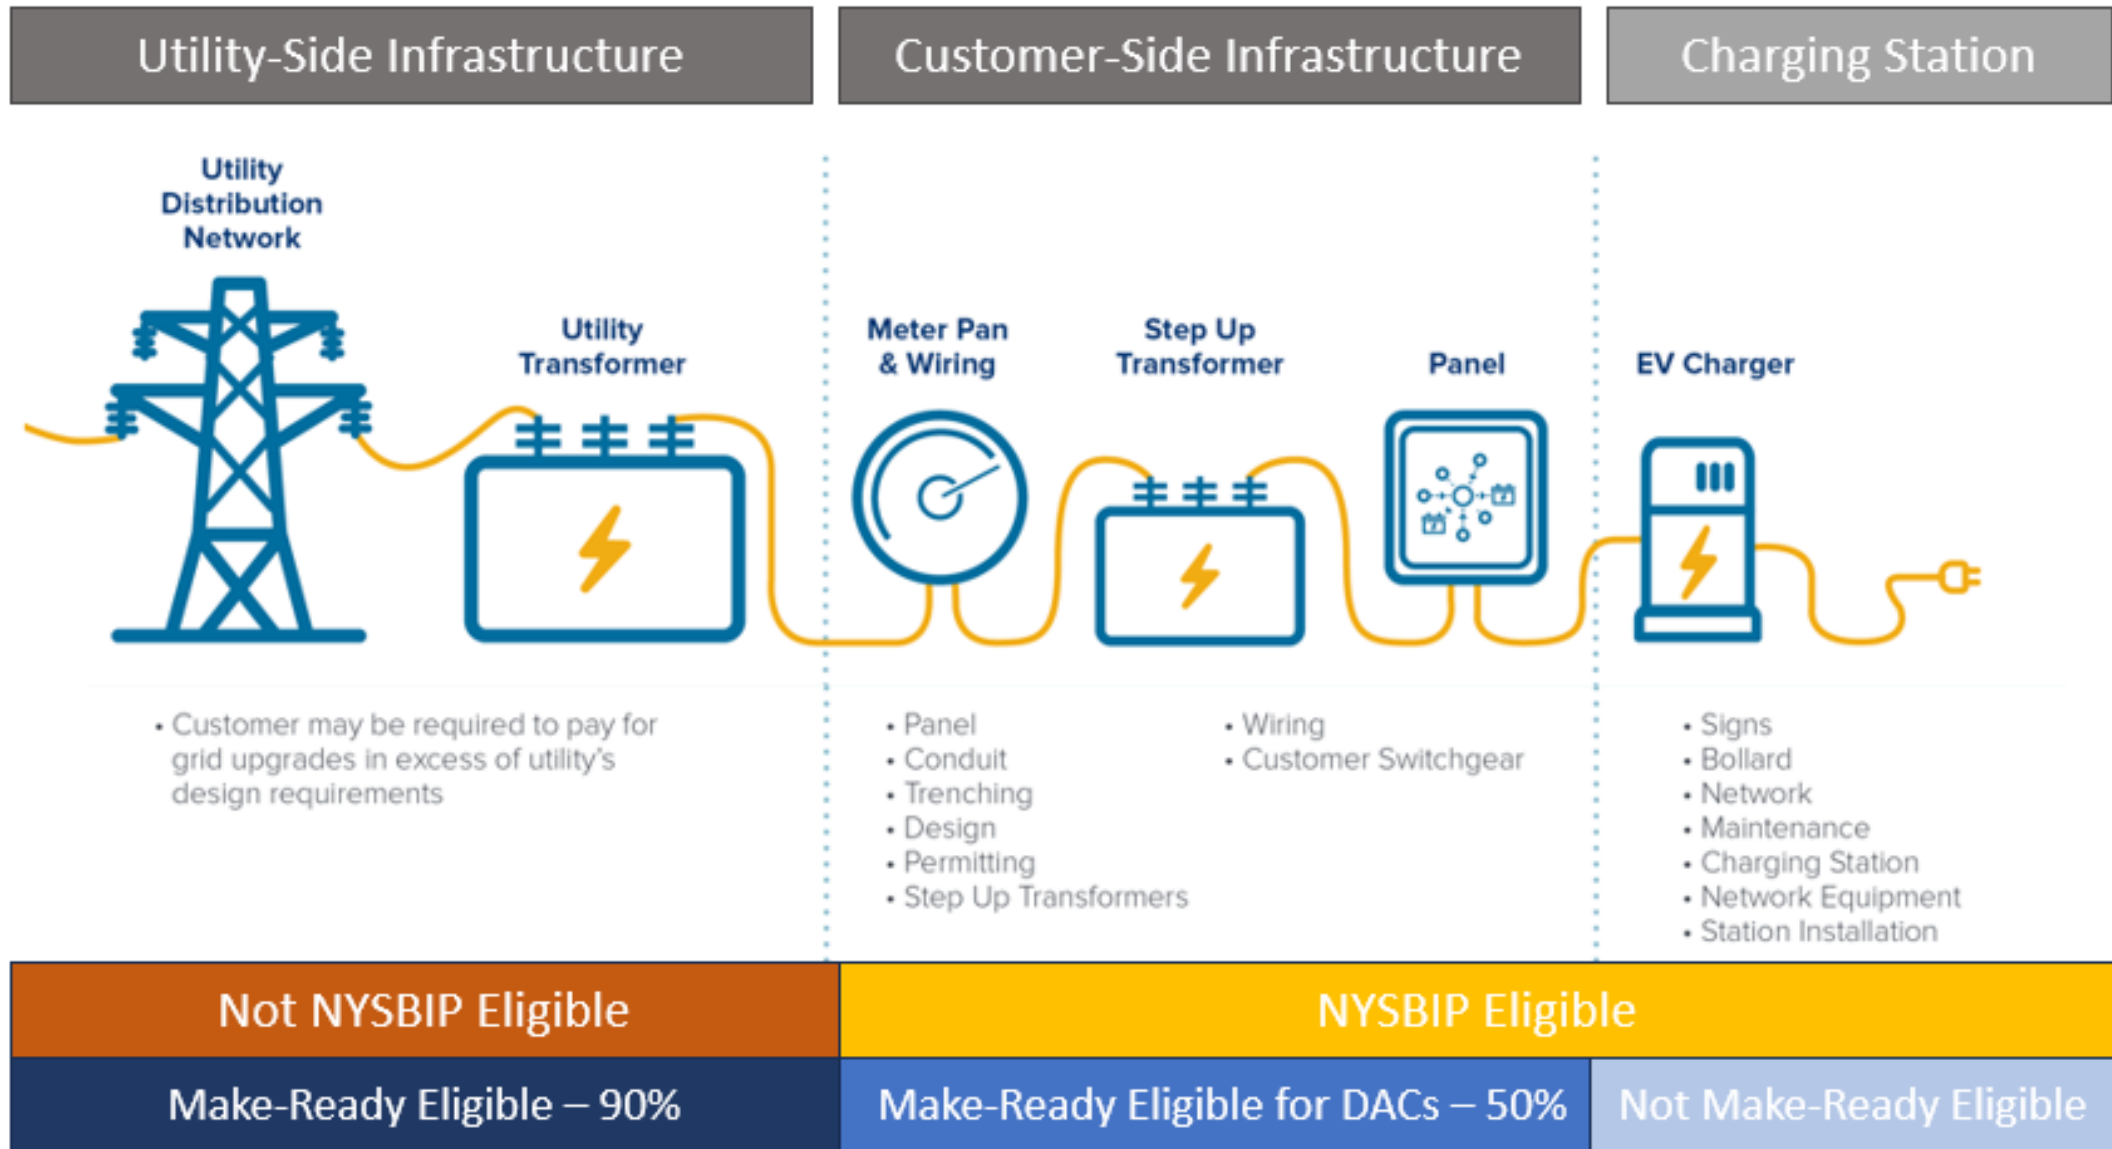 Utility-Side Infrastructure
Customer-Side Infrastructure
Charging Station
Utility
Distribution
Network
Utility
Transformer
Meter Pan
& Wiring
Step Up
Transformer
Panel
EV Charger
• Customer may be required to pay for
grid upgrades in excess of utility's
design requirements
• Panel
• Conduit
• Trenching
• Design
• Permitting
• Step Up Transformers
• Wiring
• Customer Switchgear
• Signs
• Bollard
• Network
• Maintenance
• Charging Station
• Network Equipment
• Station Installation
Not NYSBIP Eligible
NYSBIP Eligible
Make-Ready Eligible – 90%
Make-Ready Eligible for DACs – 50%
Not Make-Ready Eligible